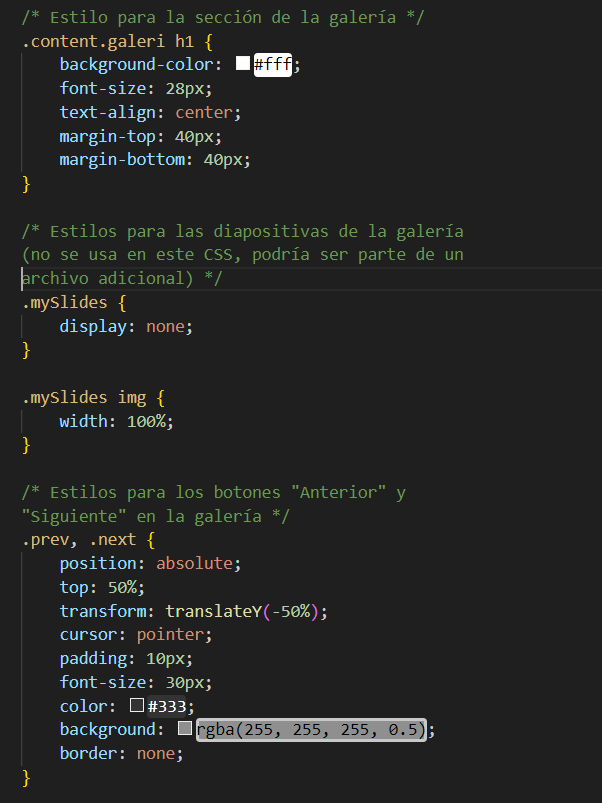 /* Estilo para la sección de la galería */
.content.galeri h1 {
background-color: #fff;
font-size: 28px;
text-align: center;
margin-top: 40px;
margin-bottom: 40px;
}
/* Estilos para las diapositivas de la galería
(no se usa en este CSS, podría ser parte de un
archivo adicional) */
.mySlides {
display: none;
}
.mySlides img {
width: 100%;
}
/* Estilos para los botones "Anterior" y
"Siguiente" en la galería */
.prev, .next {
position: absolute;
top: 50%;
transform: translateY(-50%);
cursor: pointer;
padding: 10px;
font-size: 30px;
color: #333;
background: rgba(255, 255, 255, 0.5);
border: none;
}